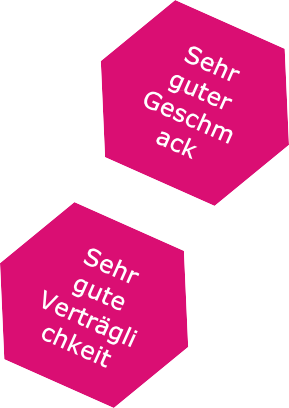 Sehr
guter
Geschm
ack
Sehr
gute
Verträgli
chkeit